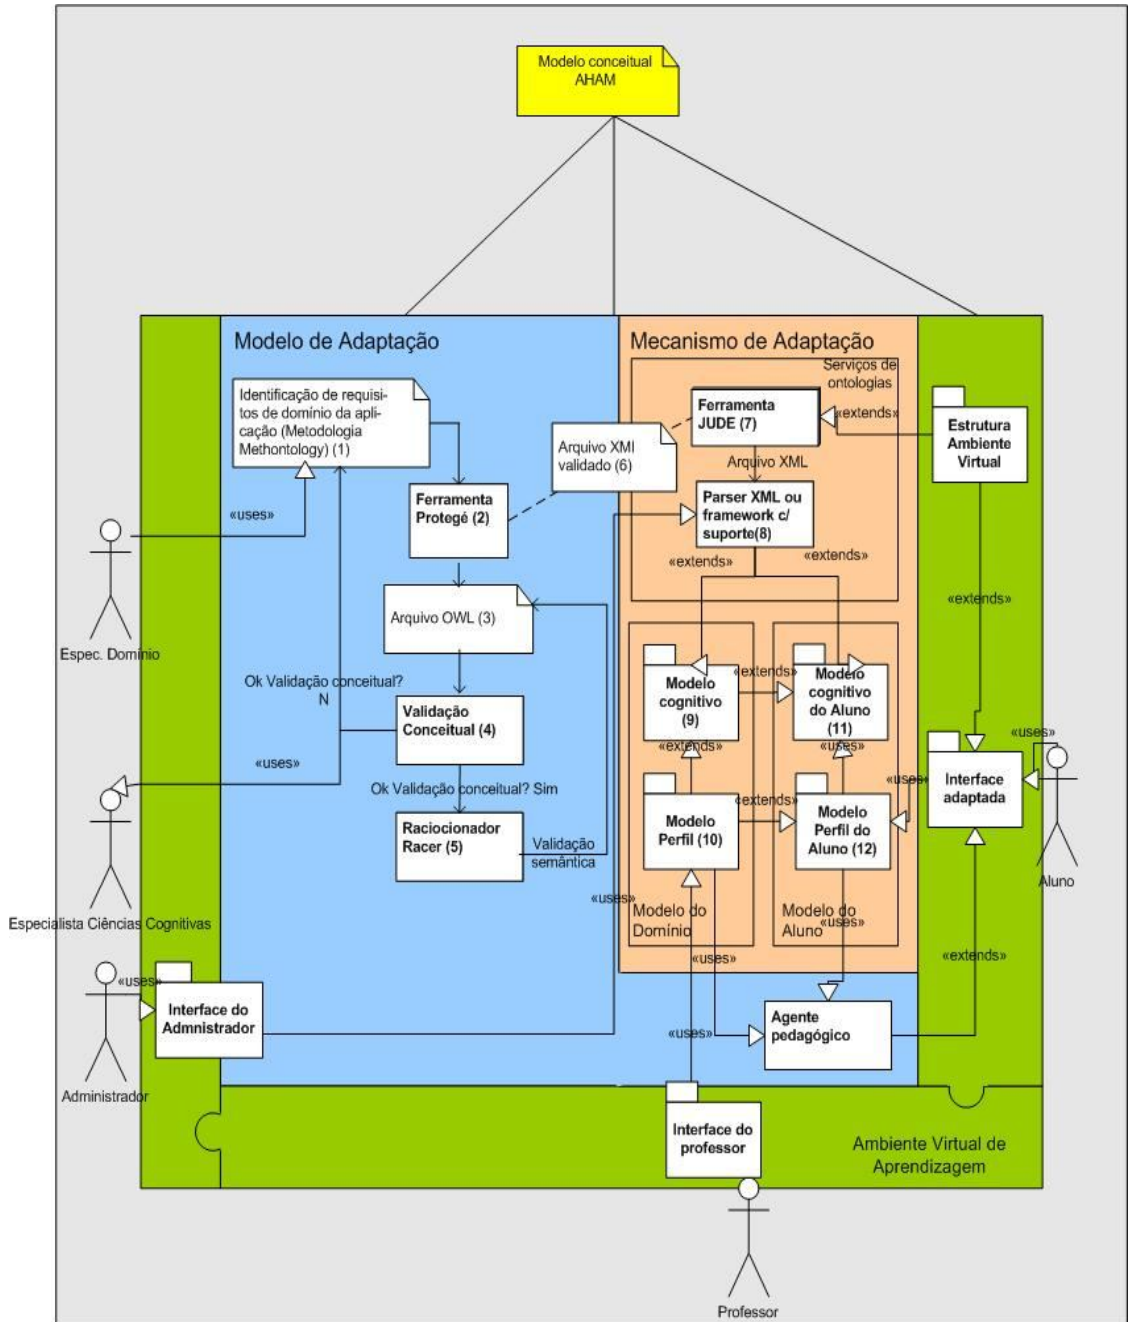 Modelo conceitual
AHAM
Modelo de Adaptação
Mecanismo de Adaptação
Serviços de
ontologias
Identificação de requisi-
tos de domínio da apli-
cação (Metodologia
Methontology) (1)
Ferramenta
JUDE (7)
«extends»
Estrutura
Ambiente
Virtual
Arquivo XMI
validado (6)
Arquivo XML
Ferramenta
Protegé (2)
Parser XML ou
framework c/
suporte(8)
«uses»
«extends»
«extends»
Espec. Domínio
Arquivo OWL (3)
«extends»
Ok Validação conceitual?
N
Validação
Conceitual (4)
Modelo
cognitivo
(9)
«extends»
Modelo
cognitivo
do Aluno
(11)
«uses»
«extends»
«uses»
«uses»
Ok Validação conceitual? Sim
«uses»
Interface
adaptada
Raciocionador
Racer (5)
Validação
semântica
Modelo
Perfil (10)
«extends»
Modelo
Perfil do
Aluno (12)
Aluno
Especialista Ciências Cognitivas
«uses»
Modelo do
Domínio
Modelo do
Aluno
«uses»
«uses»
«extends»
«uses»
Interface do
Admnistrador
Agente
pedagógico
«uses»
Administrador
Interface do
professor
Ambiente Virtual de
Aprendizagem
Professor